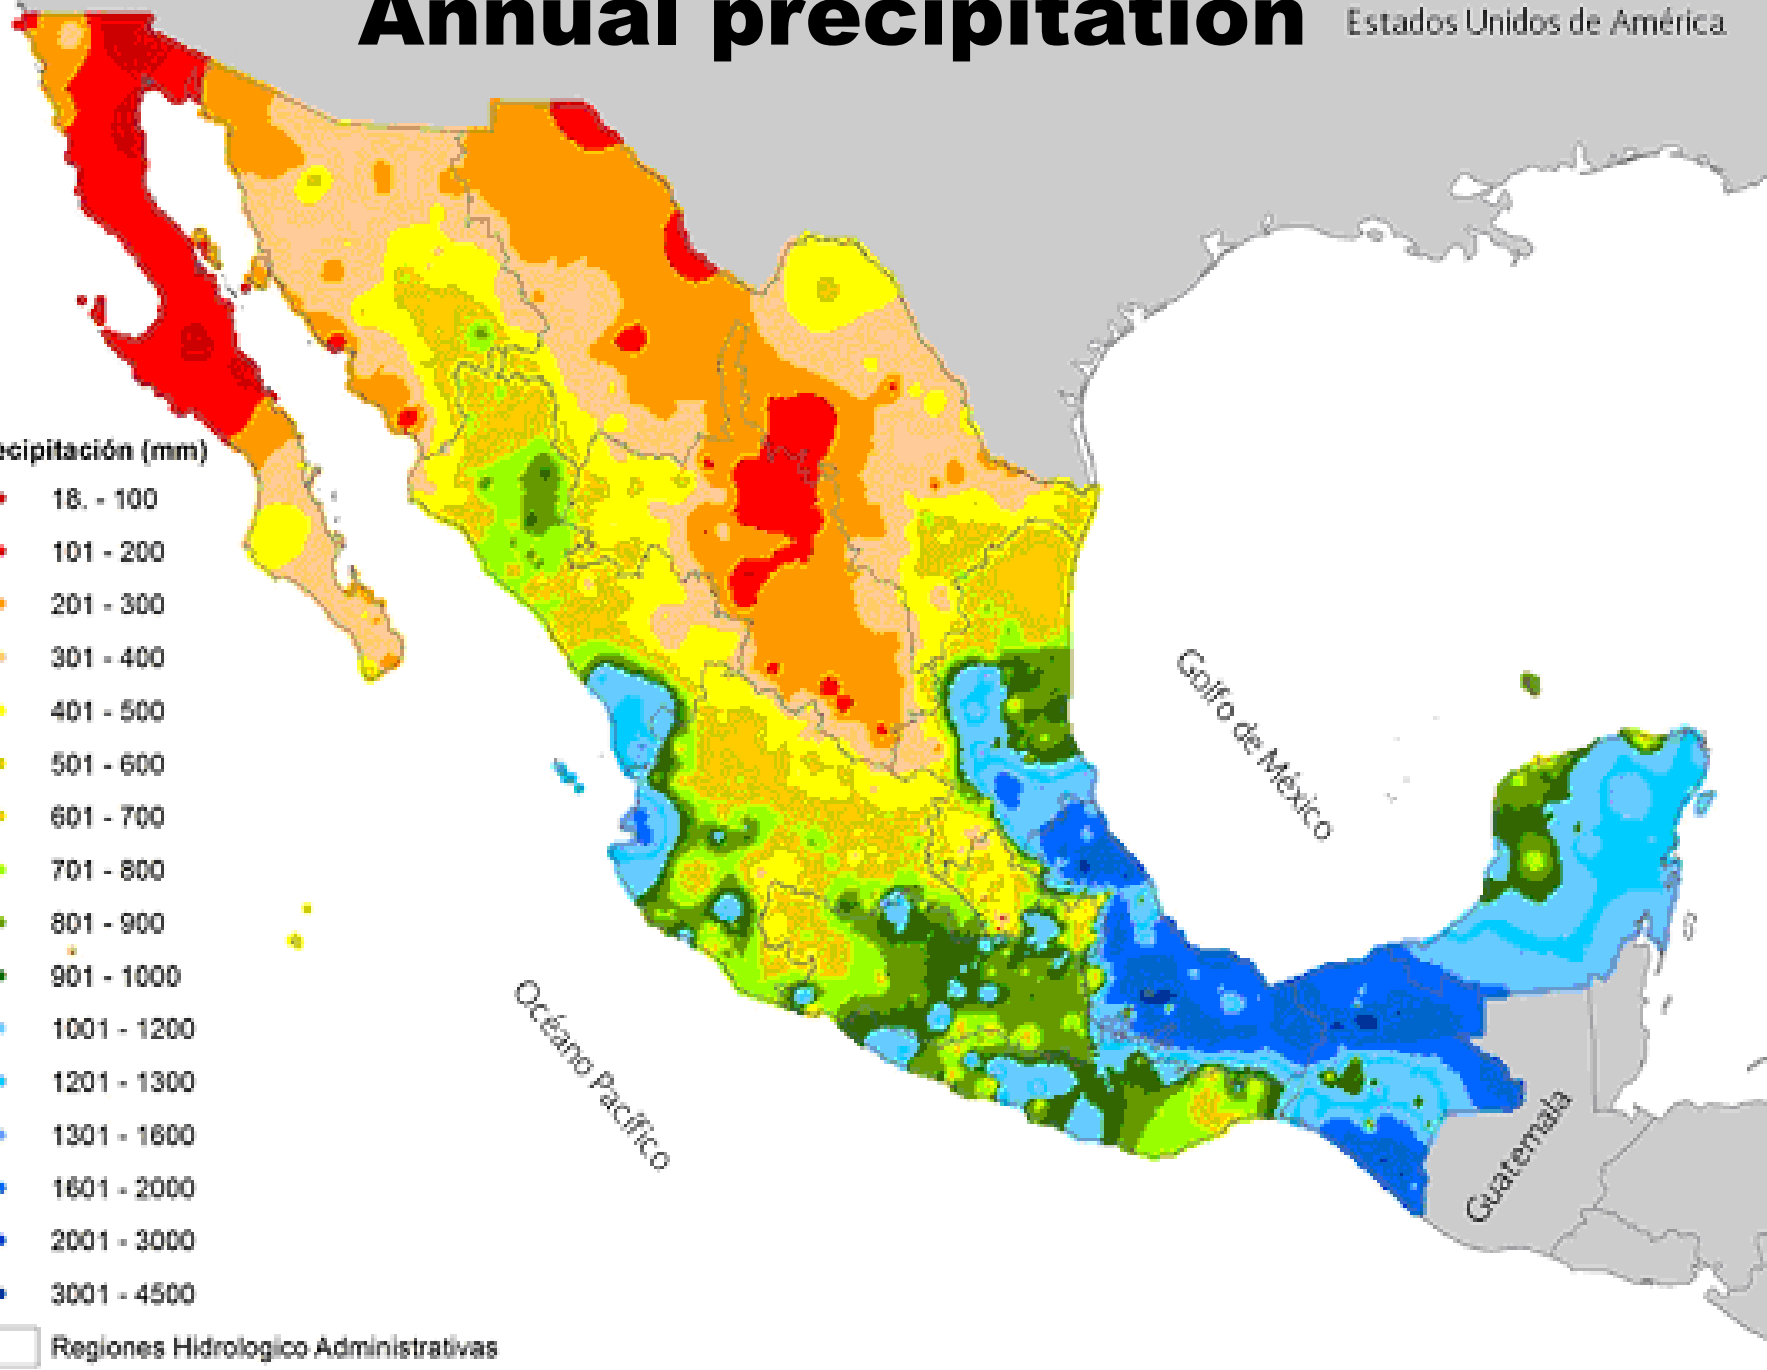 Annual precipitation
Estados Unidos de América
ecipitación (mm)
18. - 100
101 - 200
201 - 300
301 - 400
401 - 500
501 - 600
601 - 700
701 - 800
801 - 900
901 - 1000
1001 - 1200
1201 - 1300
1301 - 1600
1601 - 2000
2001 - 3000
3001 - 4500
Regiones Hidrologico Administrativas
Golfo de México
Océano Pacífico
Guatemala